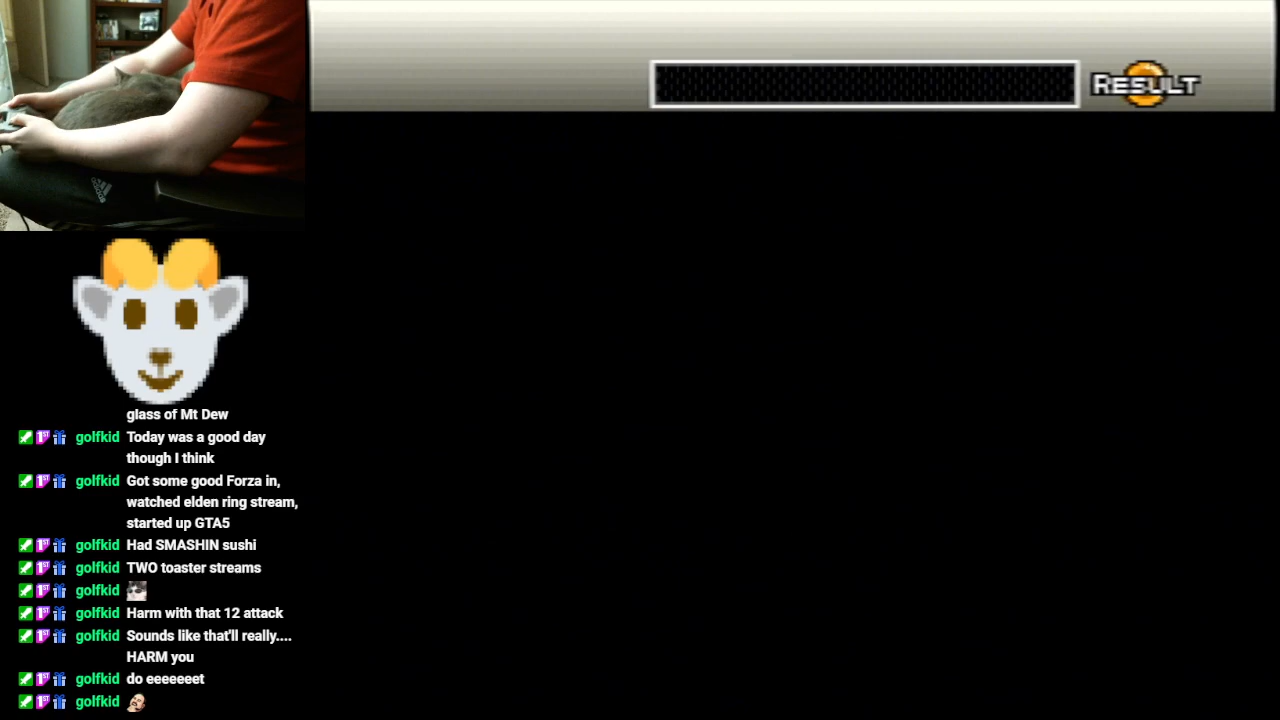 RESULT
adidas
glass of Mt Dew
golfkid Today was a good day
though I think
golfkid Got some good Forza in,
watched elden ring stream,
started up GTA5
golfkid Had SMASHIN sushi
golfkid TWO toaster streams
golfkid
golfkid Harm with that 12 attack
golfkid Sounds like that'll really....
HARM you
golfkid do eeeeeeet
golfkid